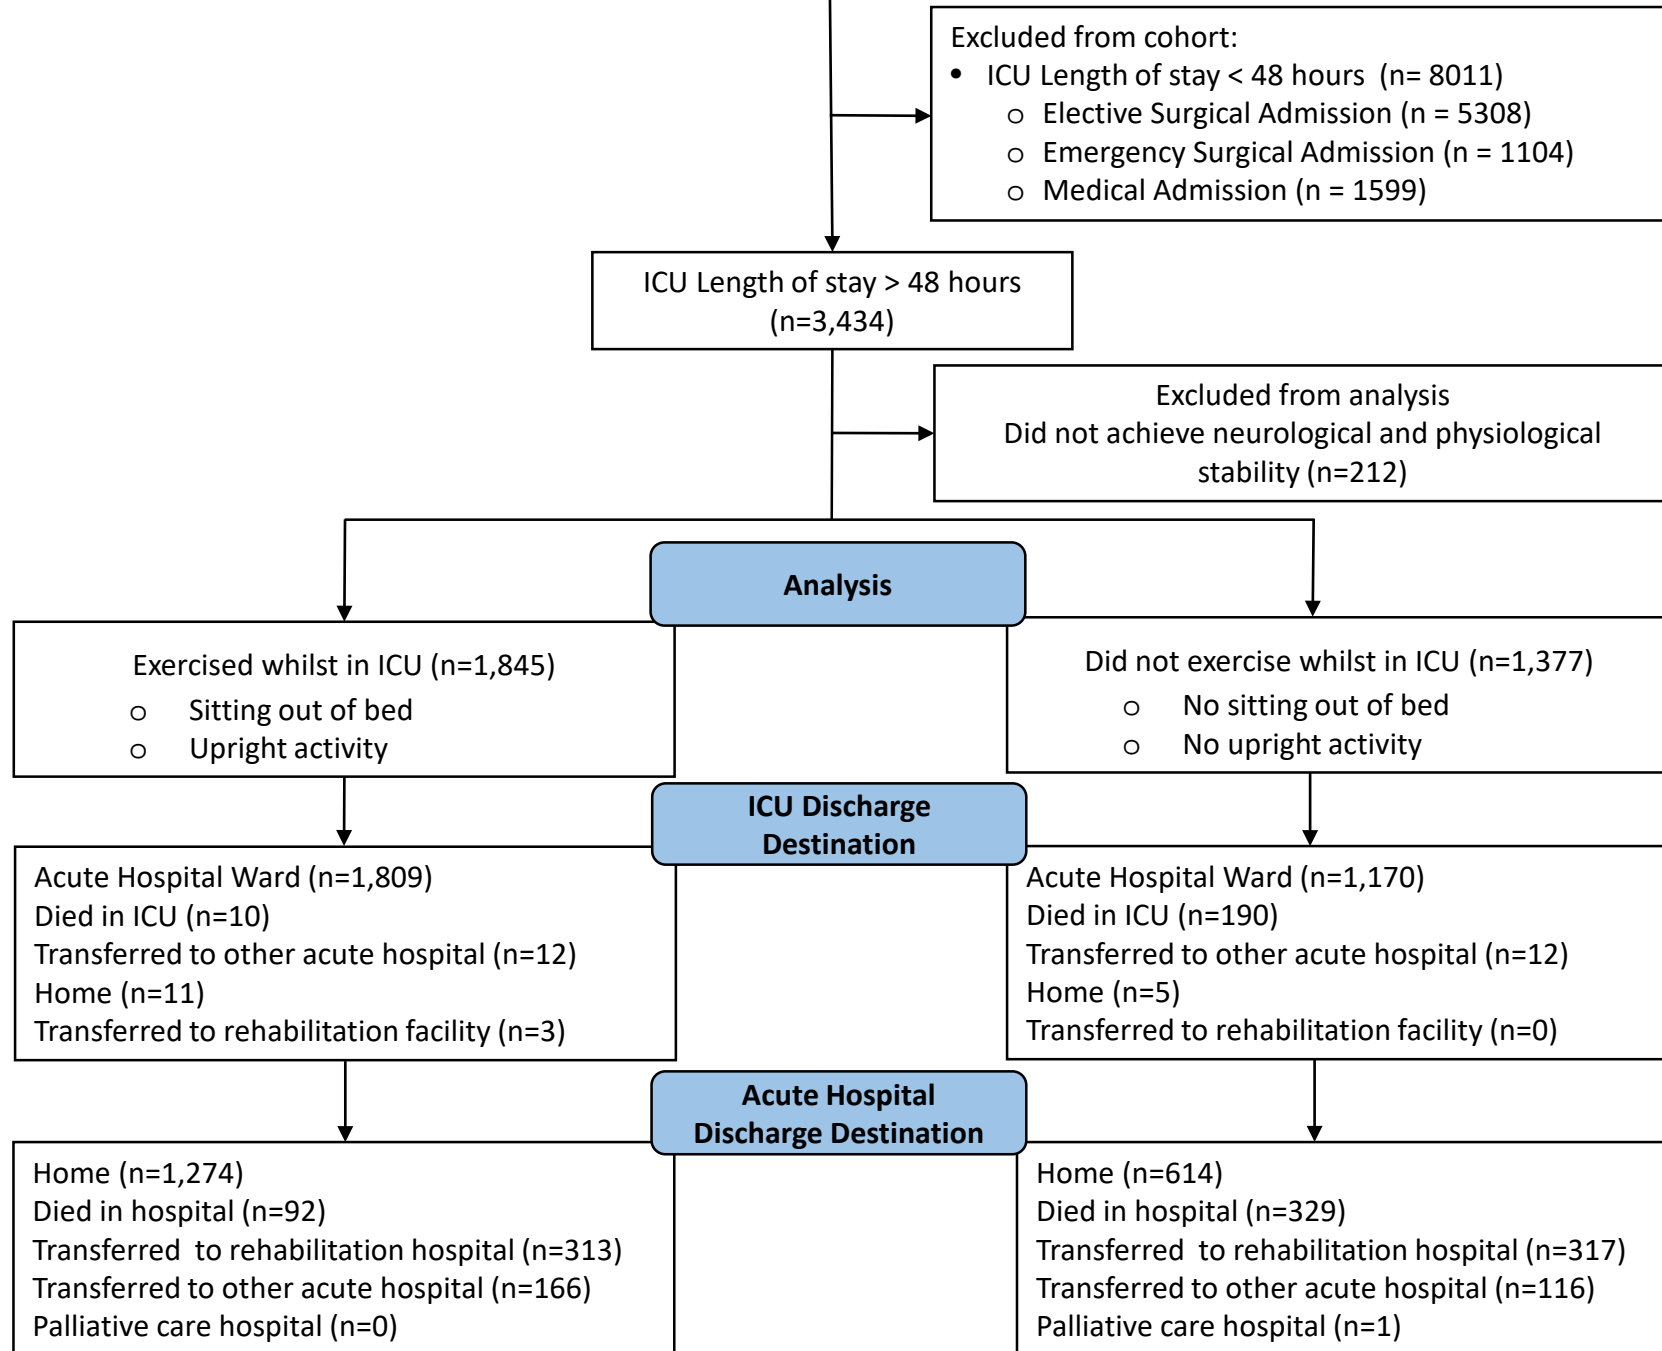 Excluded from cohort:
• ICU Length of stay < 48 hours (n= 8011)
o Elective Surgical Admission (n = 5308)
o Emergency Surgical Admission (n = 1104)
o Medical Admission (n = 1599)
ICU Length of stay > 48 hours
(n=3,434)
Excluded from analysis
Did not achieve neurological and physiological
stability (n=212)
Analysis
Exercised whilst in ICU (n=1,845)
o Sitting out of bed
o Upright activity
Did not exercise whilst in ICU (n=1,377)
o No sitting out of bed
o No upright activity
ICU Discharge
Destination
Acute Hospital Ward (n=1,809)
Died in ICU (n=10)
Transferred to other acute hospital (n=12)
Home (n=11)
Transferred to rehabilitation facility (n=3)
Acute Hospital Ward (n=1,170)
Died in ICU (n=190)
Transferred to other acute hospital (n=12)
Home (n=5)
Transferred to rehabilitation facility (n=0)
Acute Hospital
Discharge Destination
Home (n=1,274)
Died in hospital (n=92)
Transferred to rehabilitation hospital (n=313)
Transferred to other acute hospital (n=166)
Palliative care hospital (n=0)
Home (n=614)
Died in hospital (n=329)
Transferred to rehabilitation hospital (n=317)
Transferred to other acute hospital (n=116)
Palliative care hospital (n=1)